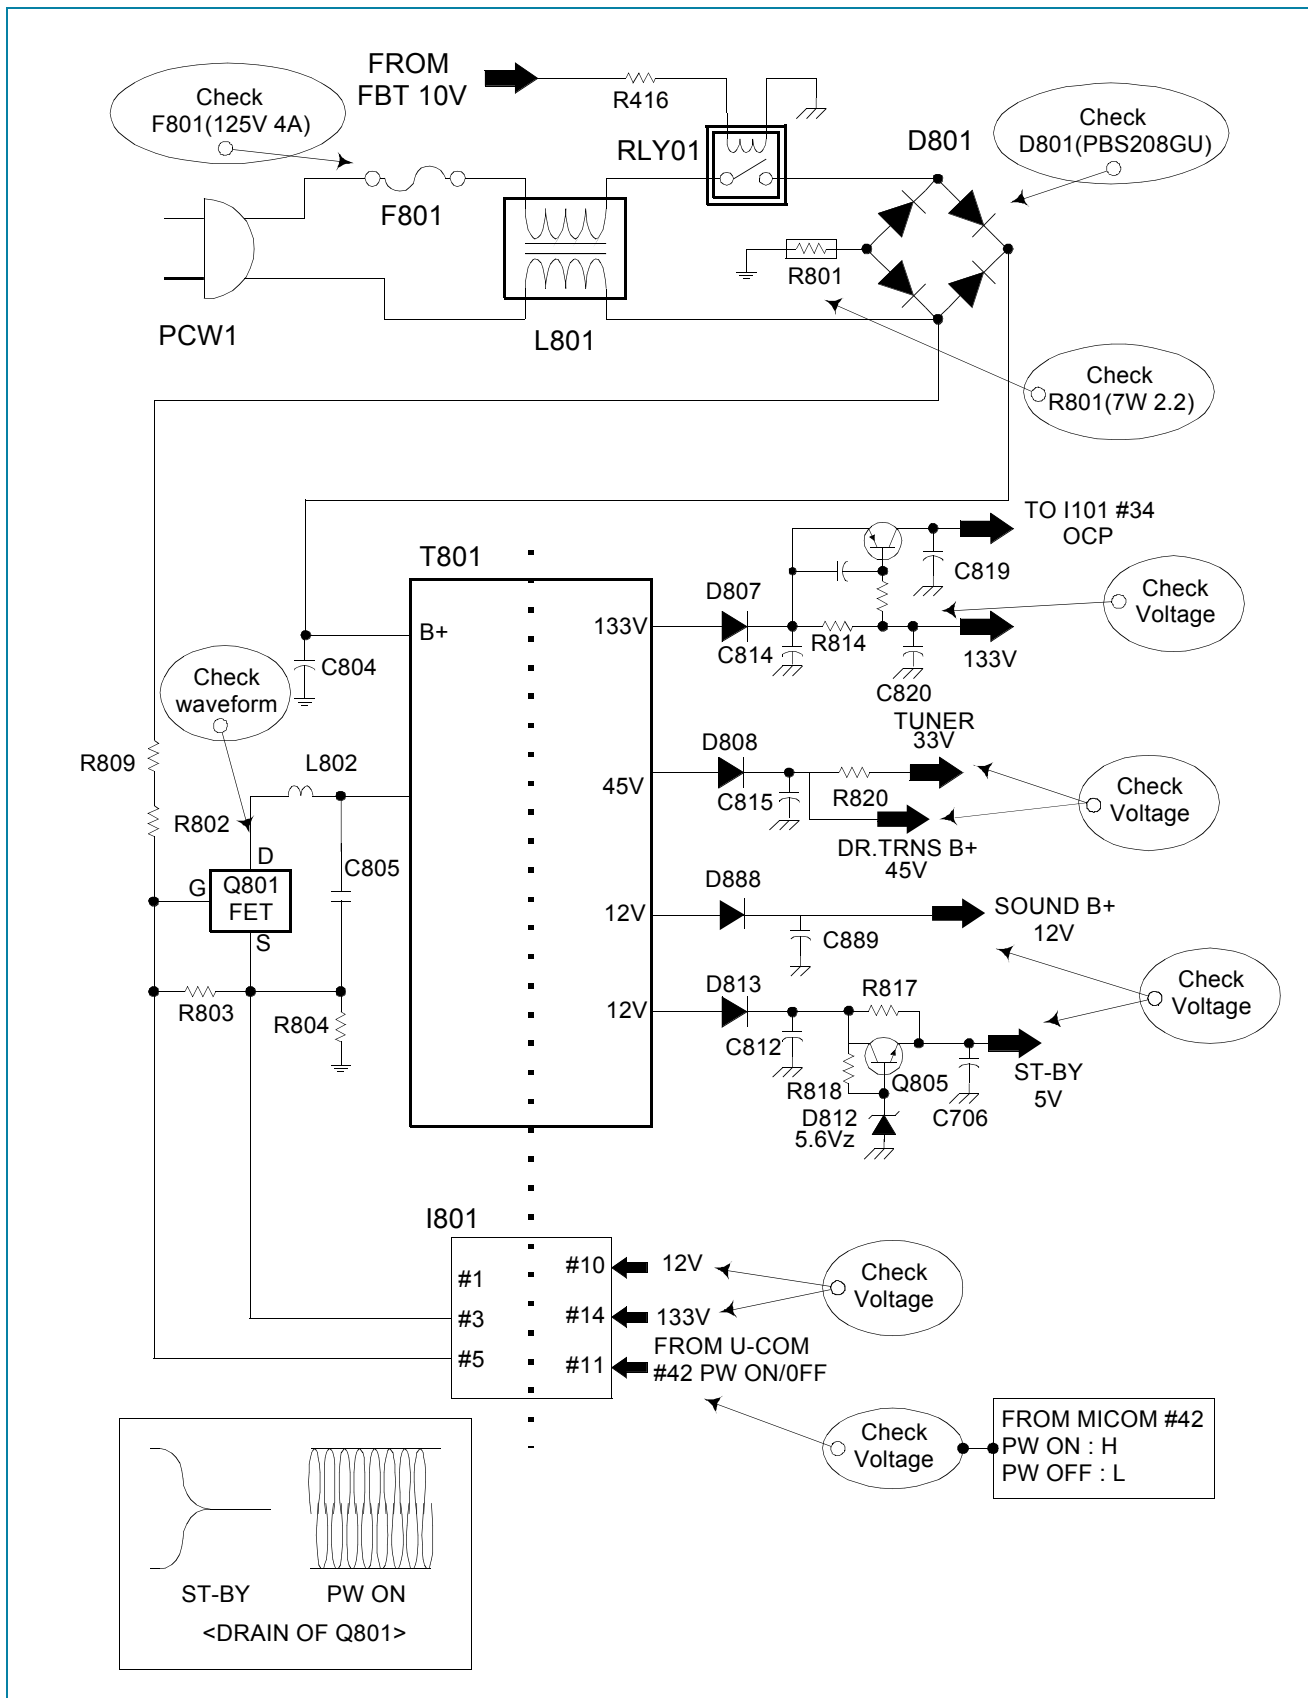 FROM
FBT 10V
Check
F801(125V 4A)
R416
RLY01
D801
Check
D801(PBS208GU)
F801
R801
PCW1
L801
Check
R801(7W 2.2)
TO I101 #34
OCP
T801
C819
Check
Voltage
D807
B+
133V
C814
R814
133V
C804
C820
Check
waveform
TUNER
33V
D808
R809
L802
45V
C815
R820
Check
Voltage
R802
DR.TRNS B+
45V
D
C805
G
Q801
FET
S
D888
12V
SOUND B+
12V
C889
Check
Voltage
D813
R817
12V
R803
R804
C812
R818
Q805
ST-BY
5V
D812
5.6Vz
C706
I801
#10
12V
Check
Voltage
#1
#3
#14
133V
#5
#11
FROM U-COM
#42 PW ON/0FF
Check
Voltage
FROM MICOM #42
PW ON : H
PW OFF : L
ST-BY
PW ON
<DRAIN OF Q801>